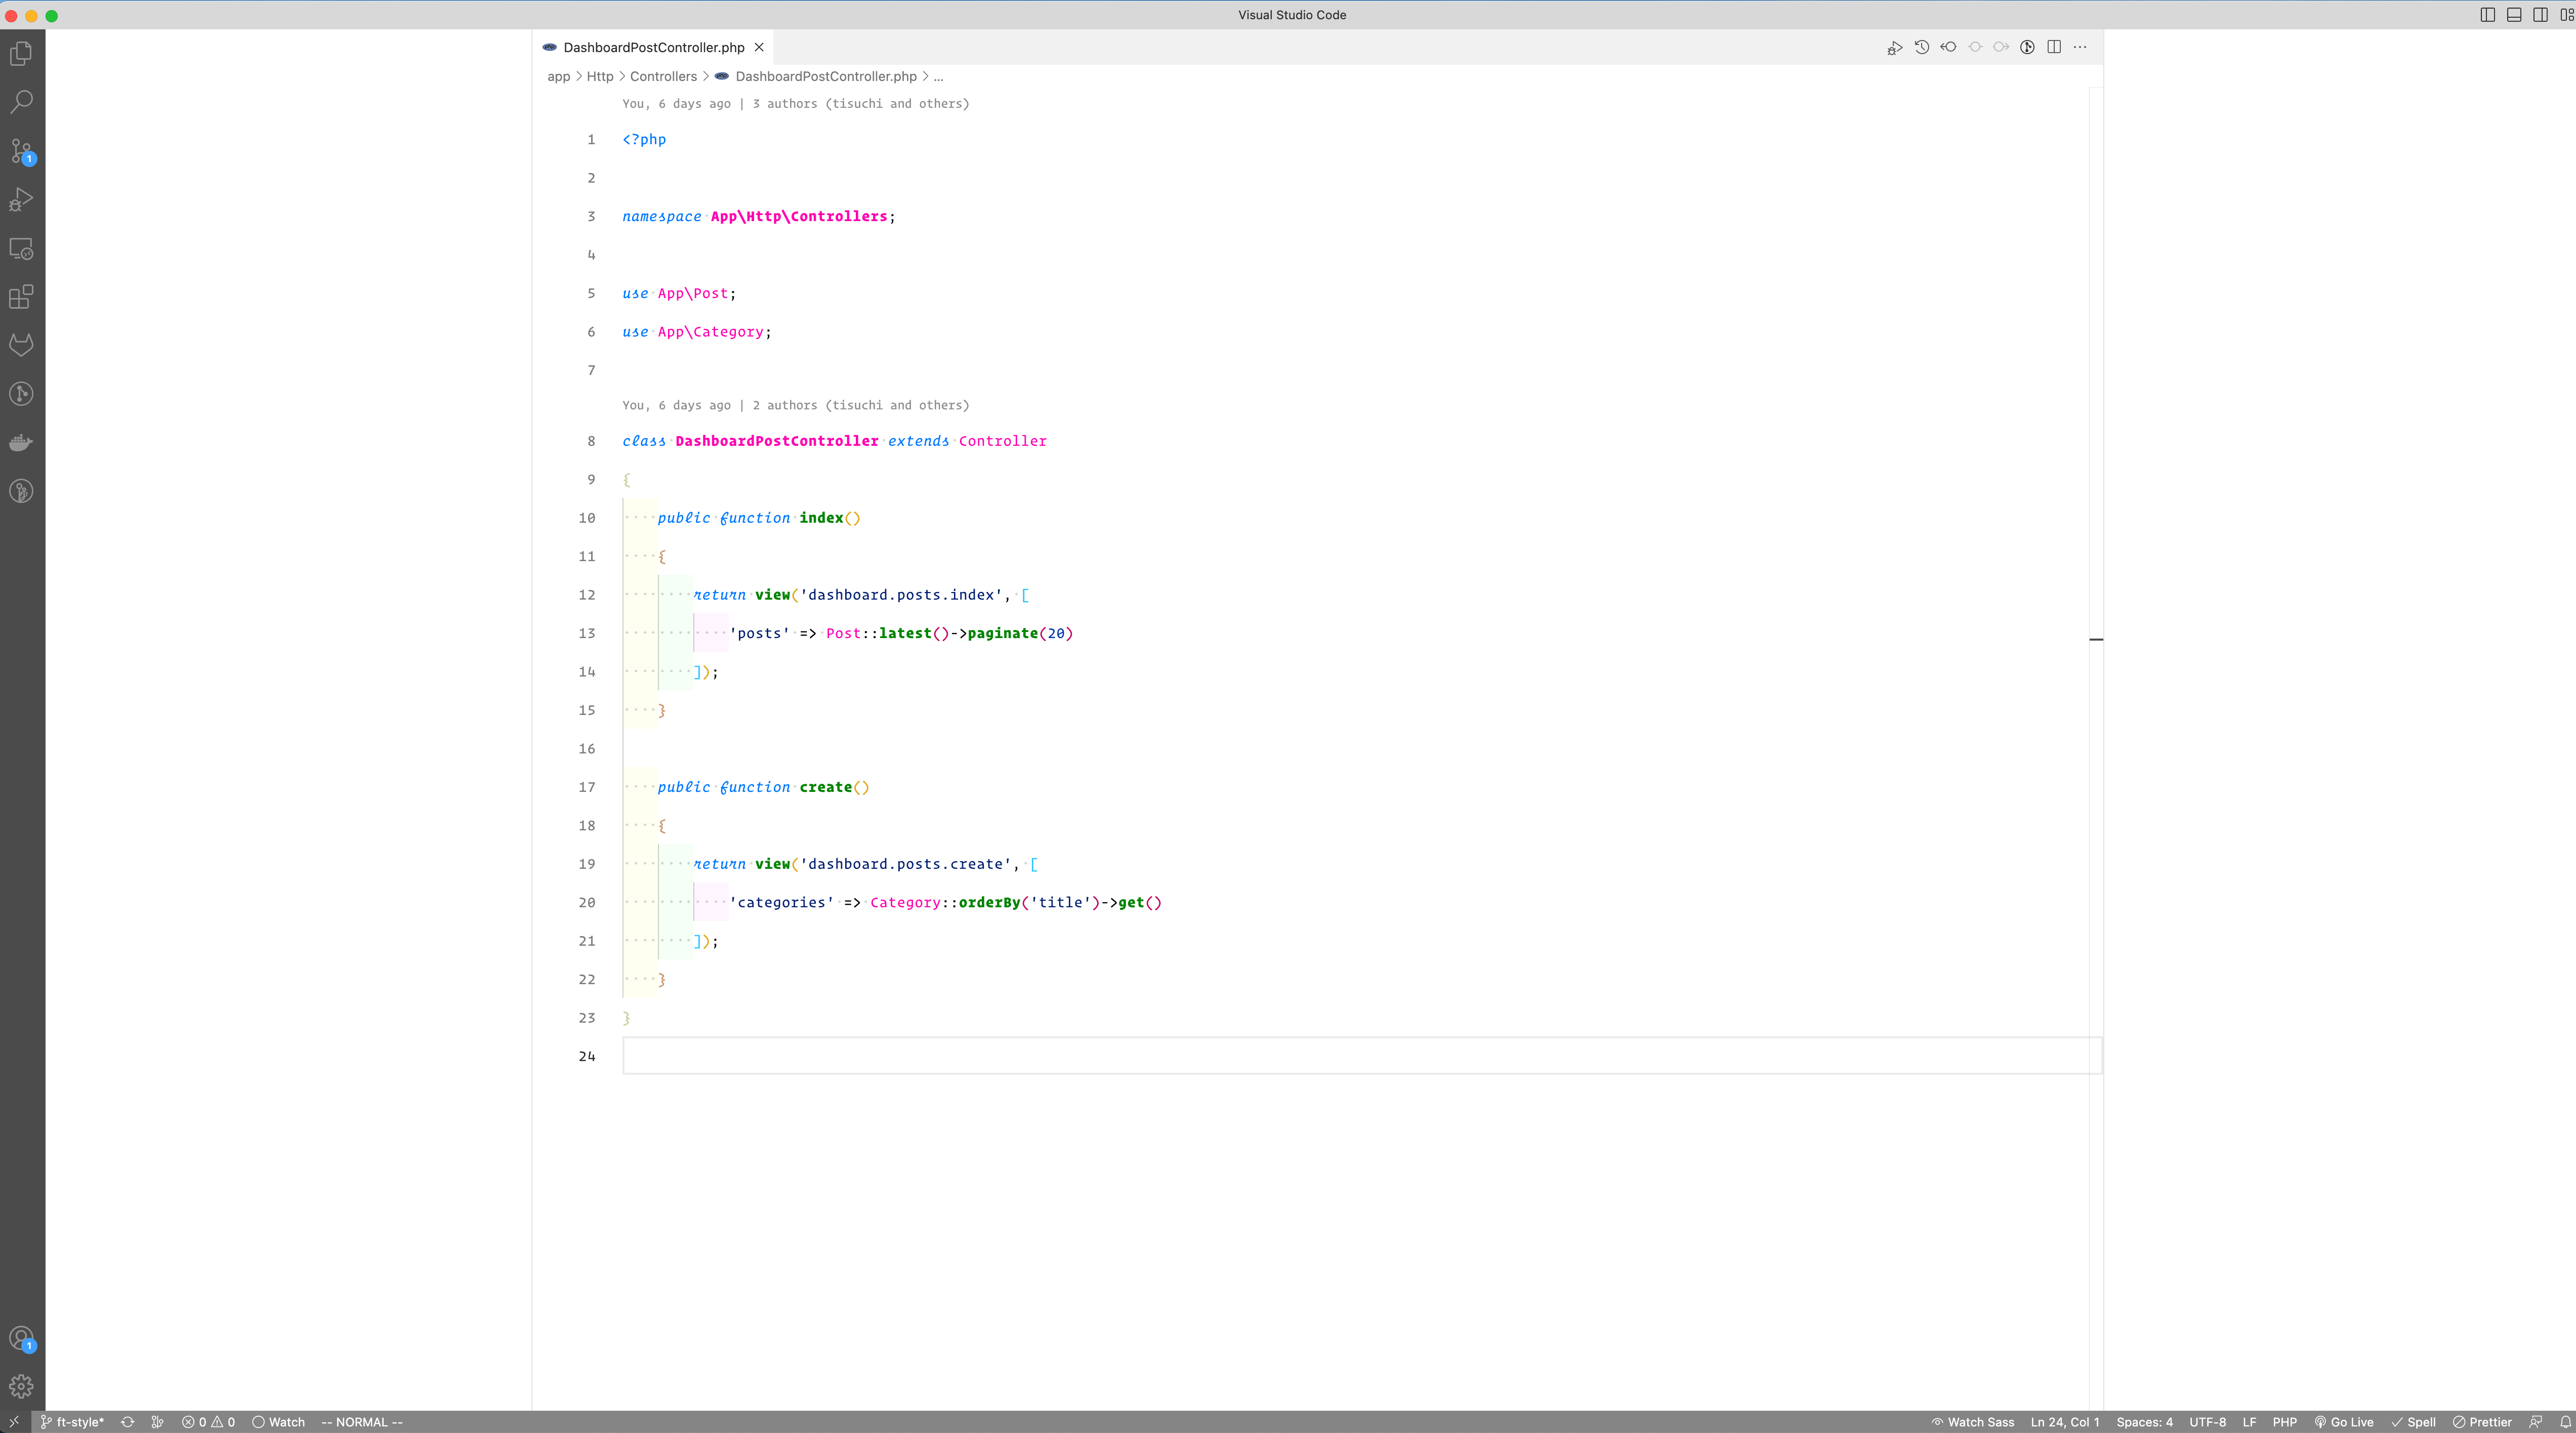 Visual Studio Code
DashboardPostController.php
app > Http > Controllers > DashboardPostController.php > ...
You, 6 days ago | 3 authors (tisuchi and others)
1 <?php
2
3 namespace App\Http\Controllers;
4
5 use App\Post;
6 use App\Category;
7
You, 6 days ago | 2 authors (tisuchi and others)
8 class DashboardPostController extends Controller
9 {
10 public function index()
11 {
12 return view('dashboard.posts.index', [
13 'posts' => Post::latest()->paginate(20)
14 ]);
15 }
16
17 public function create()
18 {
19 return view('dashboard.posts.create', [
20 'categories' => Category::orderBy('title')->get()
21 ]);
22 }
23 }
24
1
1
ft-style* 0 0 Watch -- NORMAL -- Watch Sass Ln 24, Col 1 Spaces: 4 UTF-8 LF PHP Go Live Spell Prettier